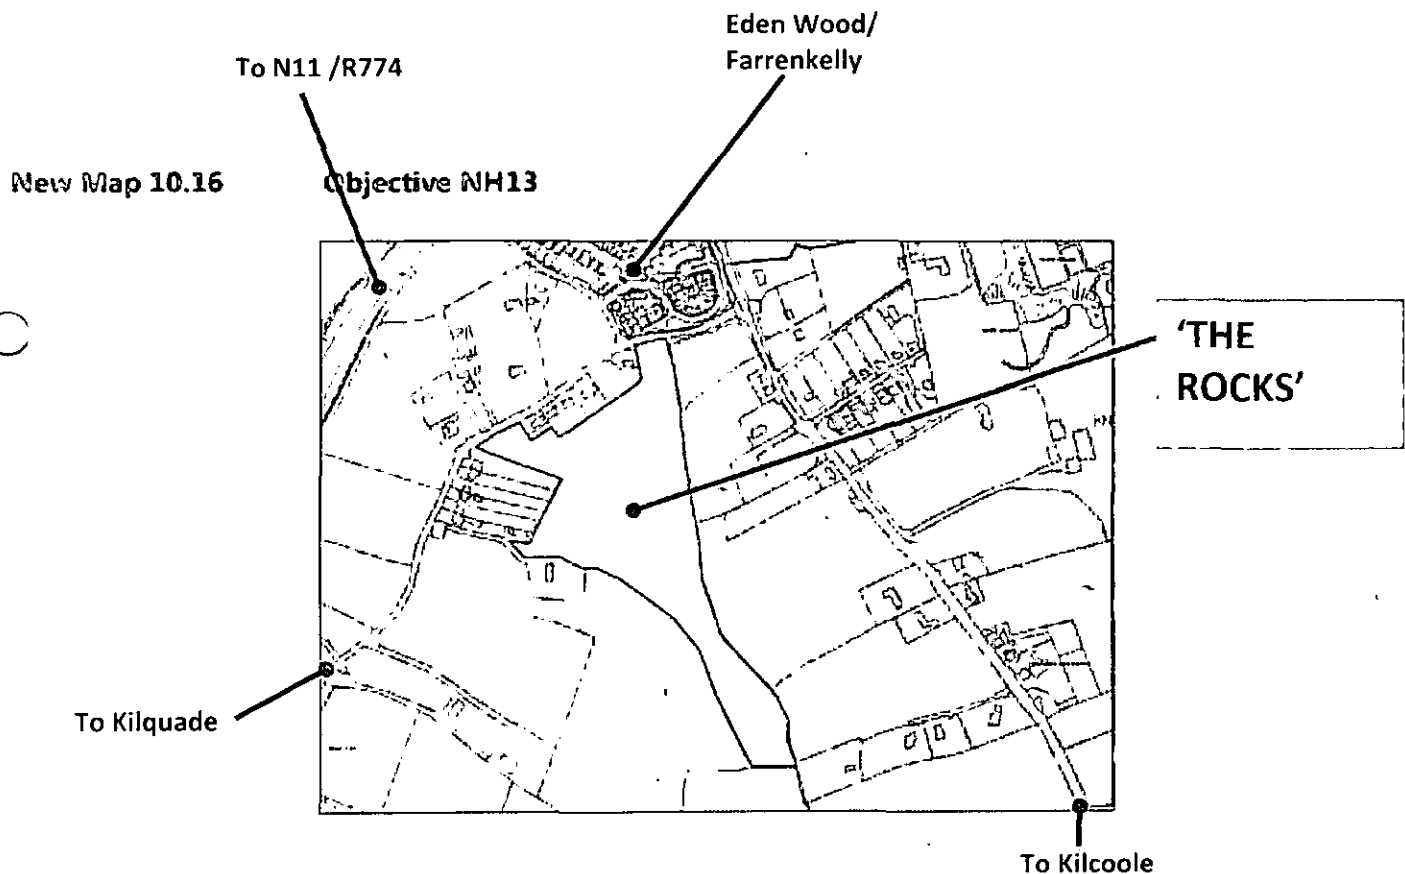 Eden Wood/
Farrenkelly
To N11 /R774
New Map 10.16 Objective NH13
'THE
ROCKS'
To Kilquade
To Kilcoole